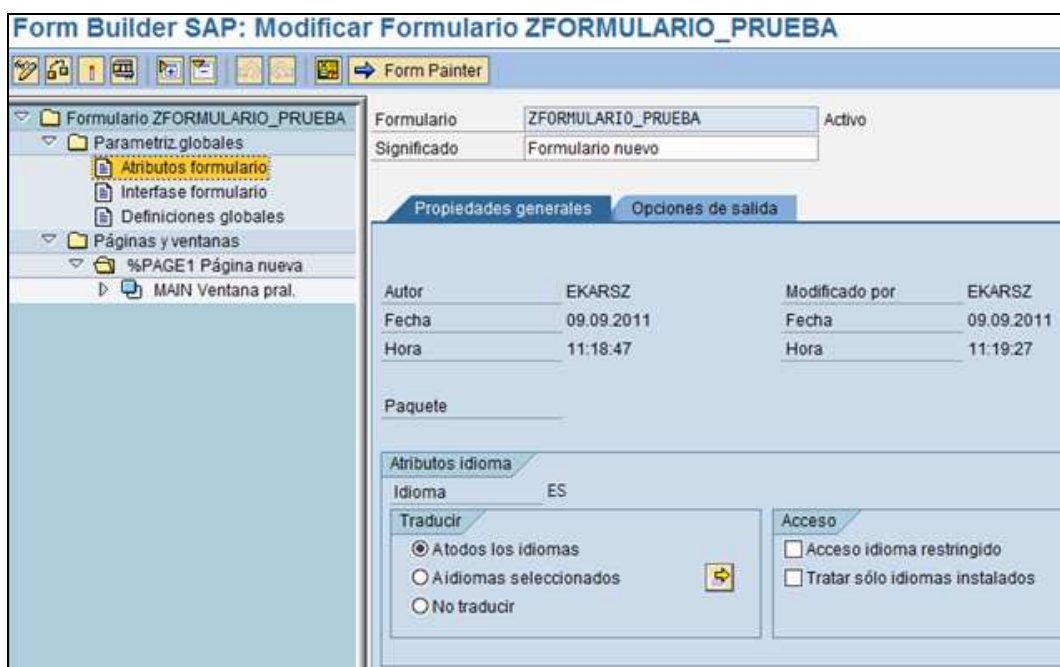 Form Builder SAP: Modificar Formulario ZFORMULARIO_PRUEBA
Form Painter
Formulario ZFORMULARIO_PRUEBA
Parametriz.globales
Atributos formulario
Interfase formulario
Definiciones globales
Páginas y ventanas
%PAGE1 Página nueva
MAIN Ventana pral.
Formulario ZFORMULARIO_PRUEBA Activo
Significado Formulario nuevo
Propiedades generales Opciones de salida
Autor EKARSZ Modificado por EKARSZ
Fecha 09.09.2011 Fecha 09.09.2011
Hora 11:18:47 Hora 11:19:27
Paquete
Atributos idioma
Idioma ES
Traducir Acceso
A todos los idiomas Acceso idioma restringido
A idiomas seleccionados Tratar sólo idiomas instalados
No traducir